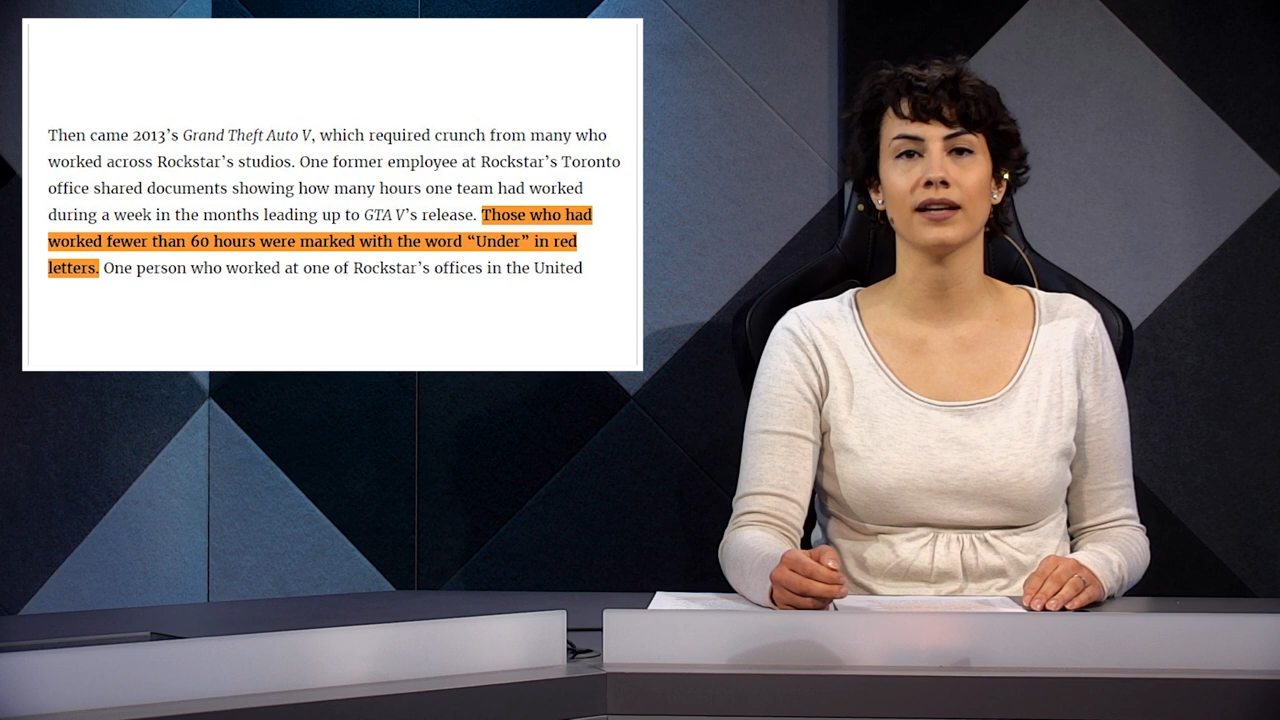 Then came 2013’s Grand Theft Auto V, which required crunch from many who
worked across Rockstar’s studios. One former employee at Rockstar’s Toronto
office shared documents showing how many hours one team had worked
during a week in the months leading up to GTA V’s release. Those who had
worked fewer than 60 hours were marked with the word “Under” in red
letters. One person who worked at one of Rockstar’s offices in the United